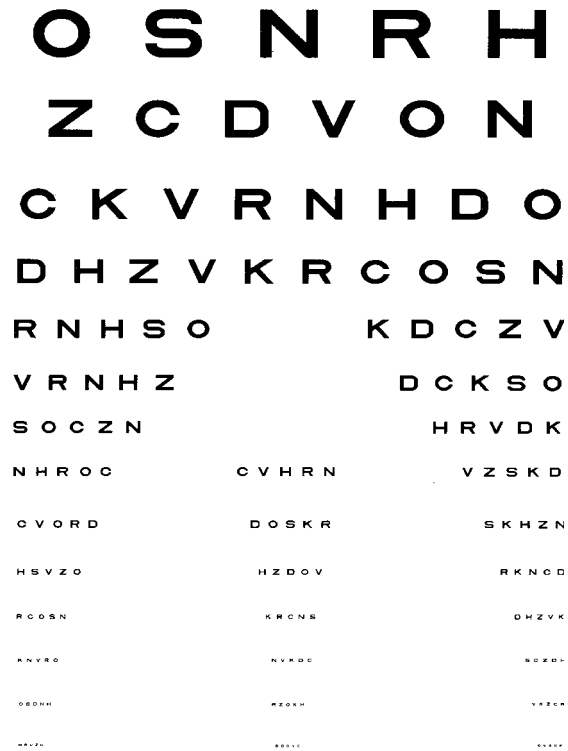 O S N R H
Z C D V O N
C K V R N H D O
D H Z V K R C O S N
R N H S O K D C Z V
V R N H Z D C K S O
S O C Z N H R V D K
N H R O C C V H R N V Z S K D
C V O R D D O S K R S K H Z N
H S V Z O H Z D O V R K N C D
R C O S N K R C N S D H Z V K